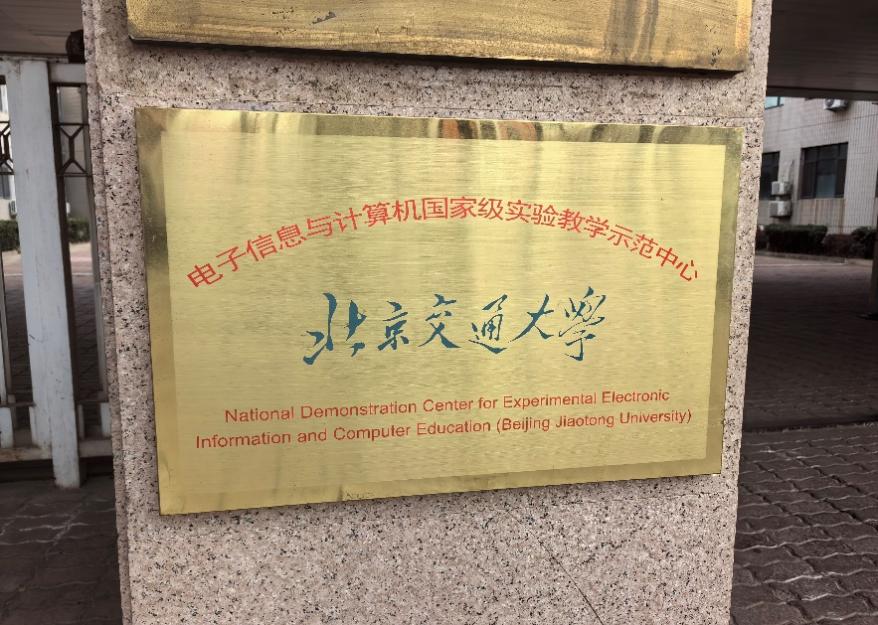 电子信息与计算机国家级实验教学示范中心
北京交通大學
National Demonstration Center for Experimental Electronic
Information and Computer Education (Beijing Jiaotong University)